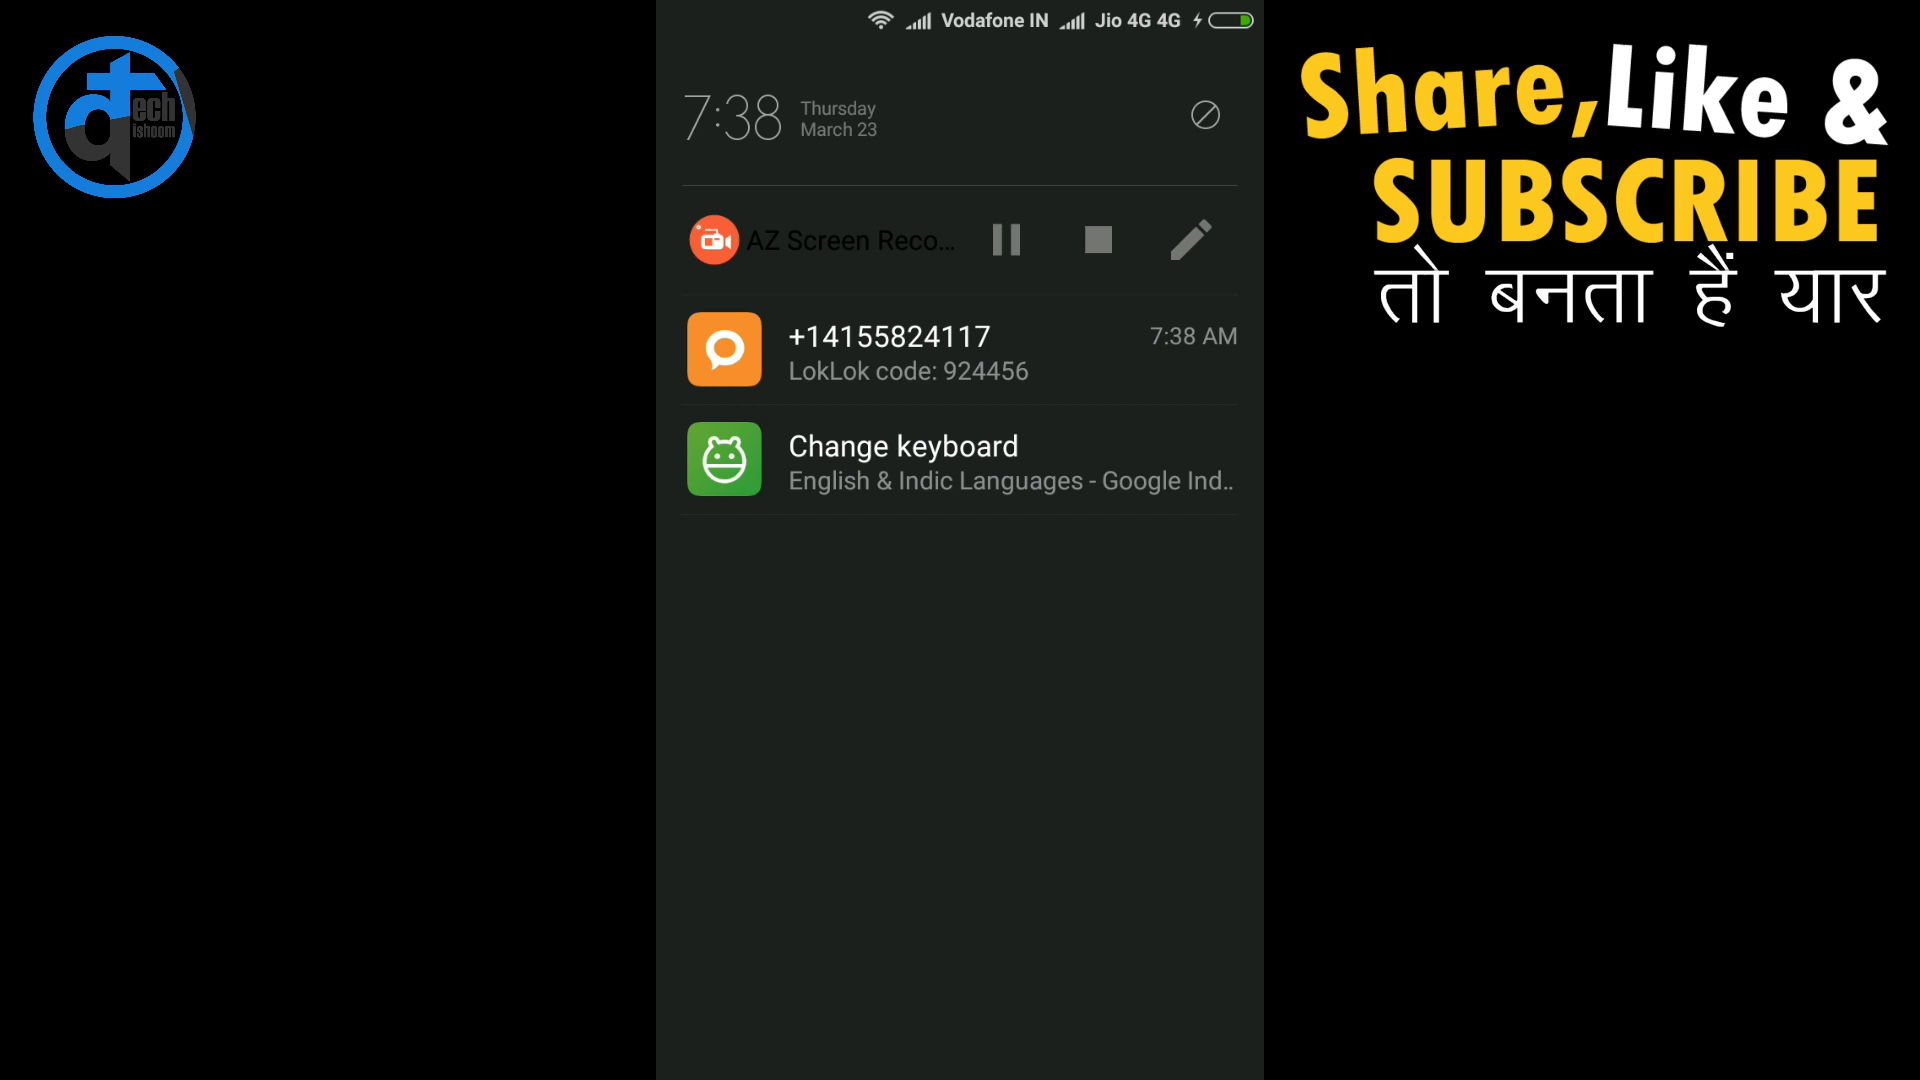 ech
ishoom
Vodafone IN Jio 4G 4G
7:38
Thursday
March 23
AZ Screen Reco...
+14155824117
7:38 AM
LokLok code: 924456
Change keyboard
English & Indic Languages - Google Ind..
Share,Like &
SUBSCRIBE
तो बनता हैं यार